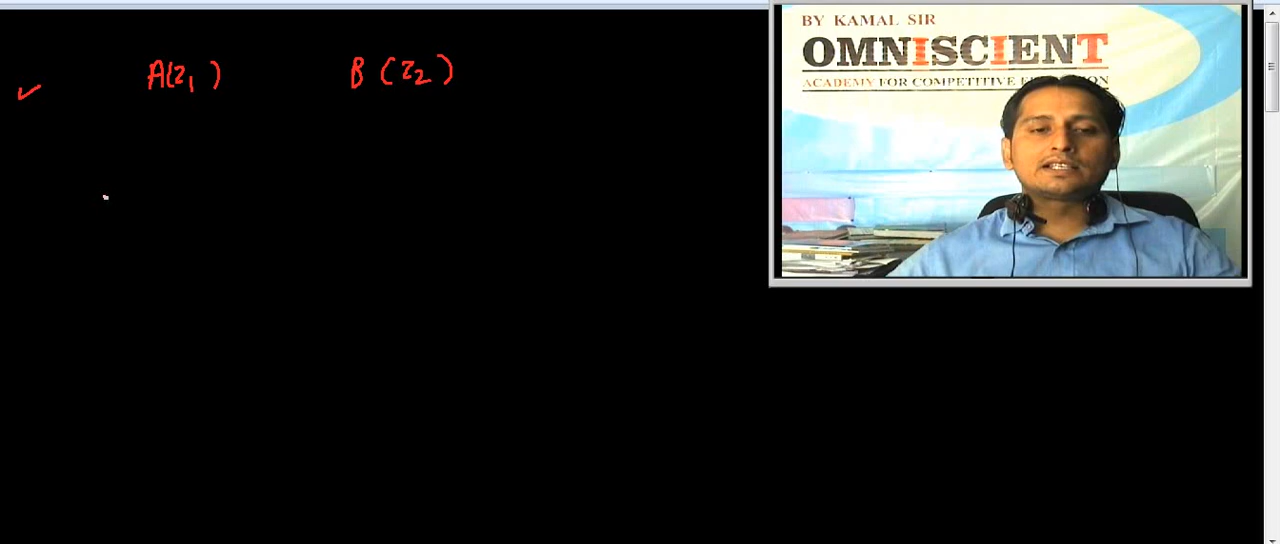 BY KAMAL SIR
OMNISCIENT
ACADEMY FOR COMPETITIVE
A(z₁) B(z₂)